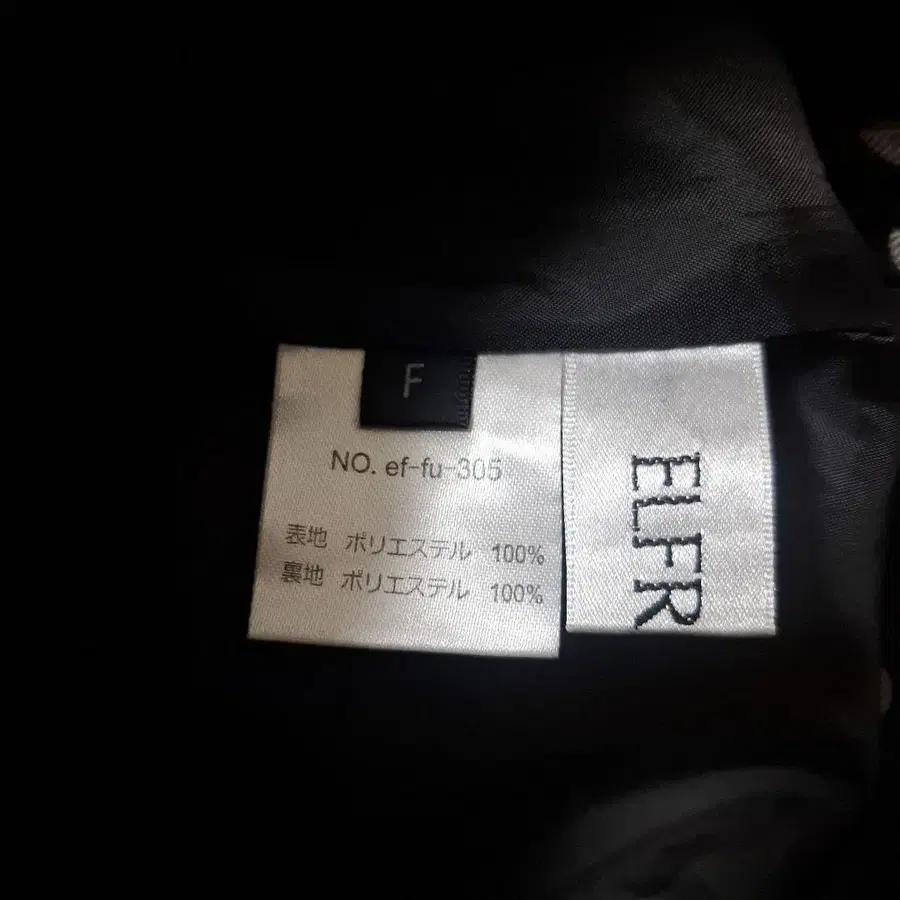 F
NO. ef-fu-305
表地 ポリエステル 100%
裏地 ポリエステル 100%
ELFR